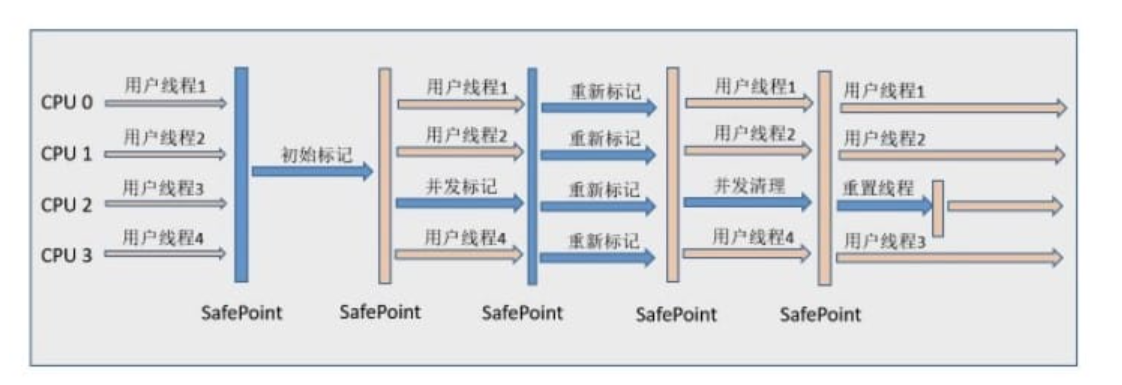 用户线程1 用户线程1 重新标记 用户线程1 用户线程1
CPU 0
用户线程2 用户线程2 重新标记 用户线程2 用户线程2
CPU 1 初始标记
用户线程3 并发标记 重新标记 并发清理 重置线程
CPU 2
用户线程4 用户线程4 重新标记 用户线程4 用户线程3
CPU 3
SafePoint SafePoint SafePoint SafePoint SafePoint